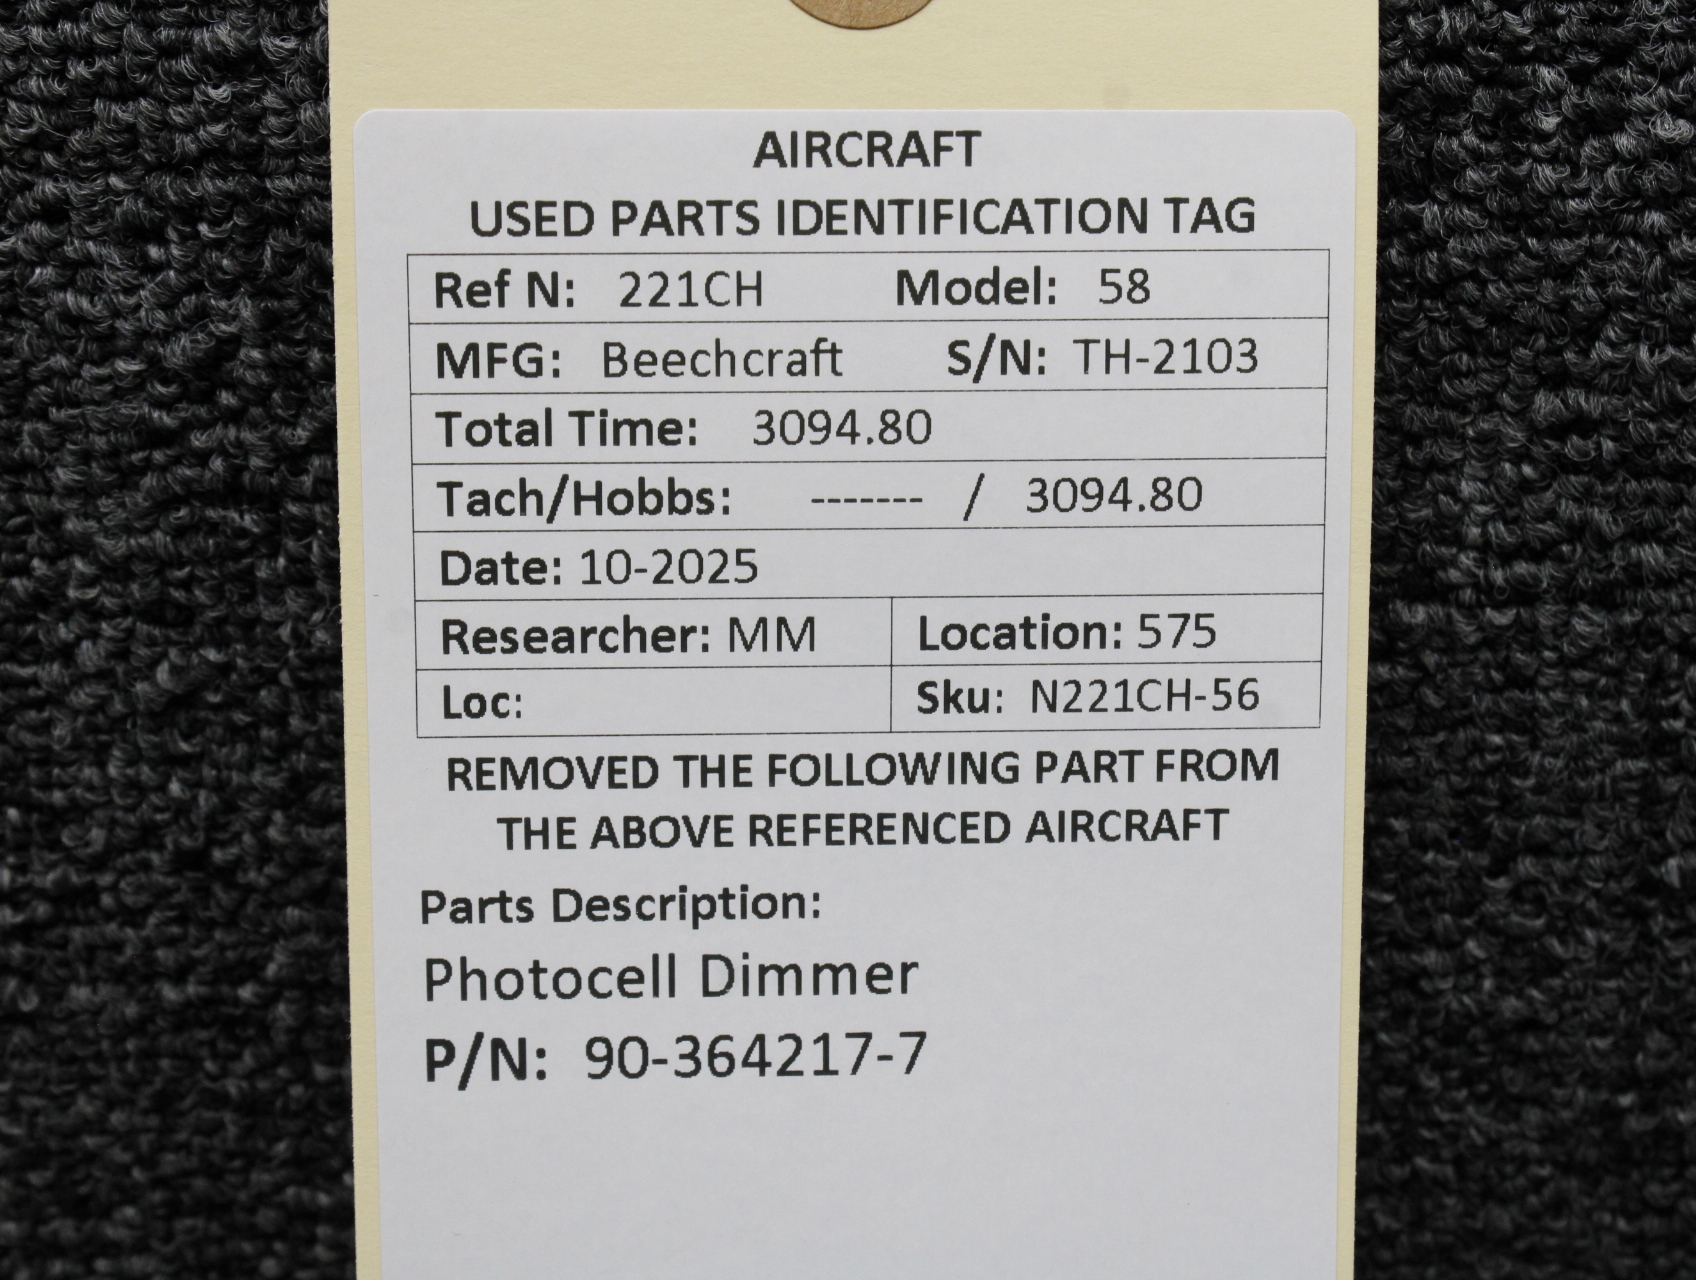 AIRCRAFT
USED PARTS IDENTIFICATION TAG
Ref N: 221CH Model: 58
MFG: Beechcraft S/N: TH-2103
Total Time: 3094.80
Tach/Hobbs: ------- / 3094.80
Date: 10-2025
Researcher: MM Location: 575
Loc: Sku: N221CH-56
REMOVED THE FOLLOWING PART FROM
THE ABOVE REFERENCED AIRCRAFT
Parts Description:
Photocell Dimmer
P/N: 90-364217-7